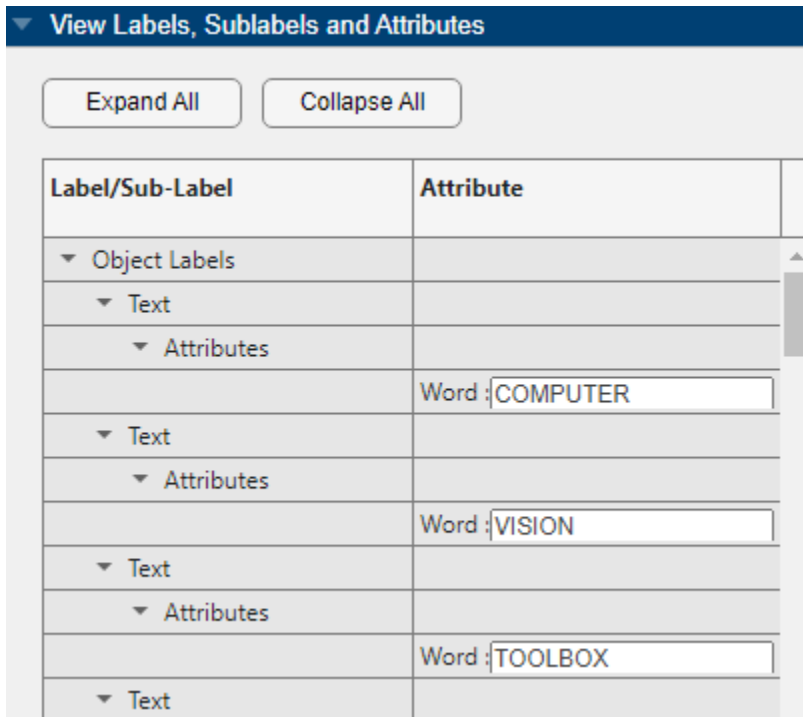 View Labels, Sublabels and Attributes
Expand All Collapse All
Label/Sub-Label Attribute
Object Labels
Text
Attributes
Word : COMPUTER
Text
Attributes
Word : VISION
Text
Attributes
Word : TOOLBOX
Text